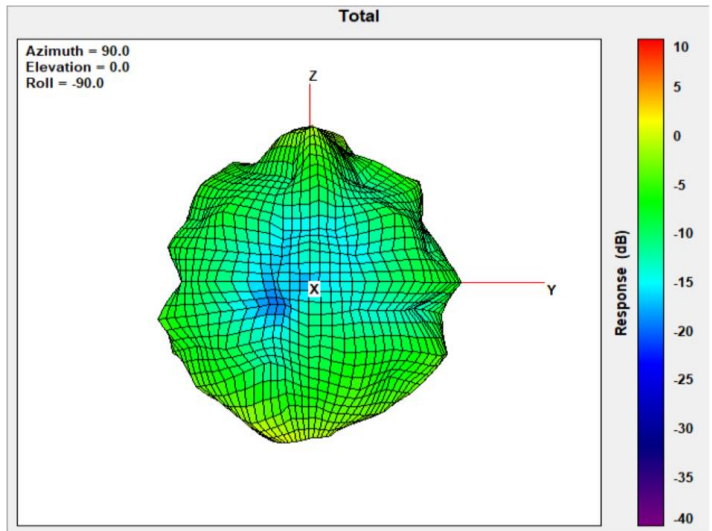 Total
Azimuth = 90.0
Elevation = 0.0
Roll = -90.0
Z
Y
X
10
5
0
-5
-10
-15
-20
-25
-30
-35
-40
Response (dB)